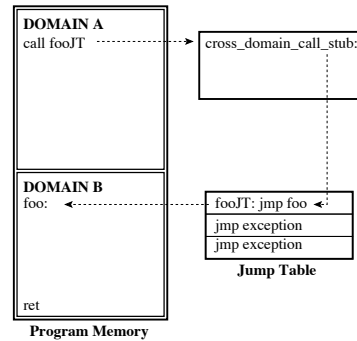 DOMAIN A
call fooJT
cross_domain_call_stub:
DOMAIN B
foo:
fooJT: jmp foo
jmp exception
jmp exception
Jump Table
ret
Program Memory